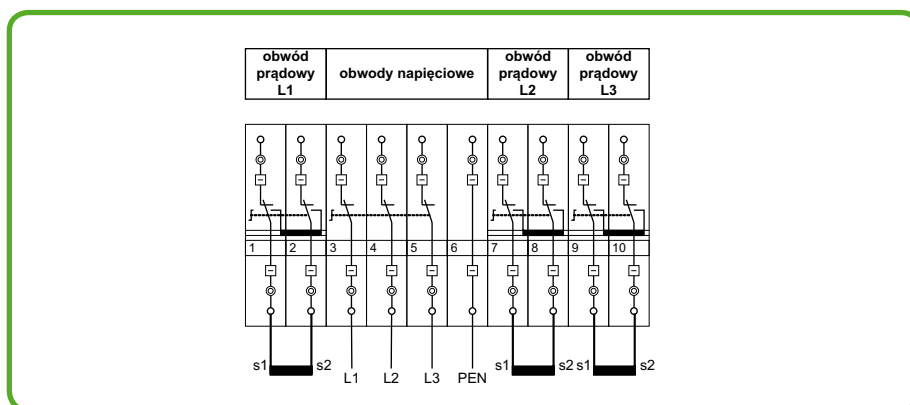 obwód
prądowy
L1
obwody napięciowe
obwód
prądowy
L2
obwód
prądowy
L3
1 2 3 4 5 6 7 8 9 10
s1 s2 L1 L2 L3 PEN s1 s2 s1 s2